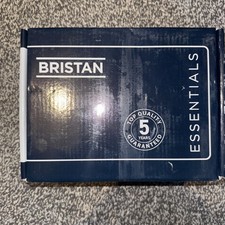 BRISTAN
TOP QUALITY
5
YEARS
GUARANTEED
ESSENTIALS